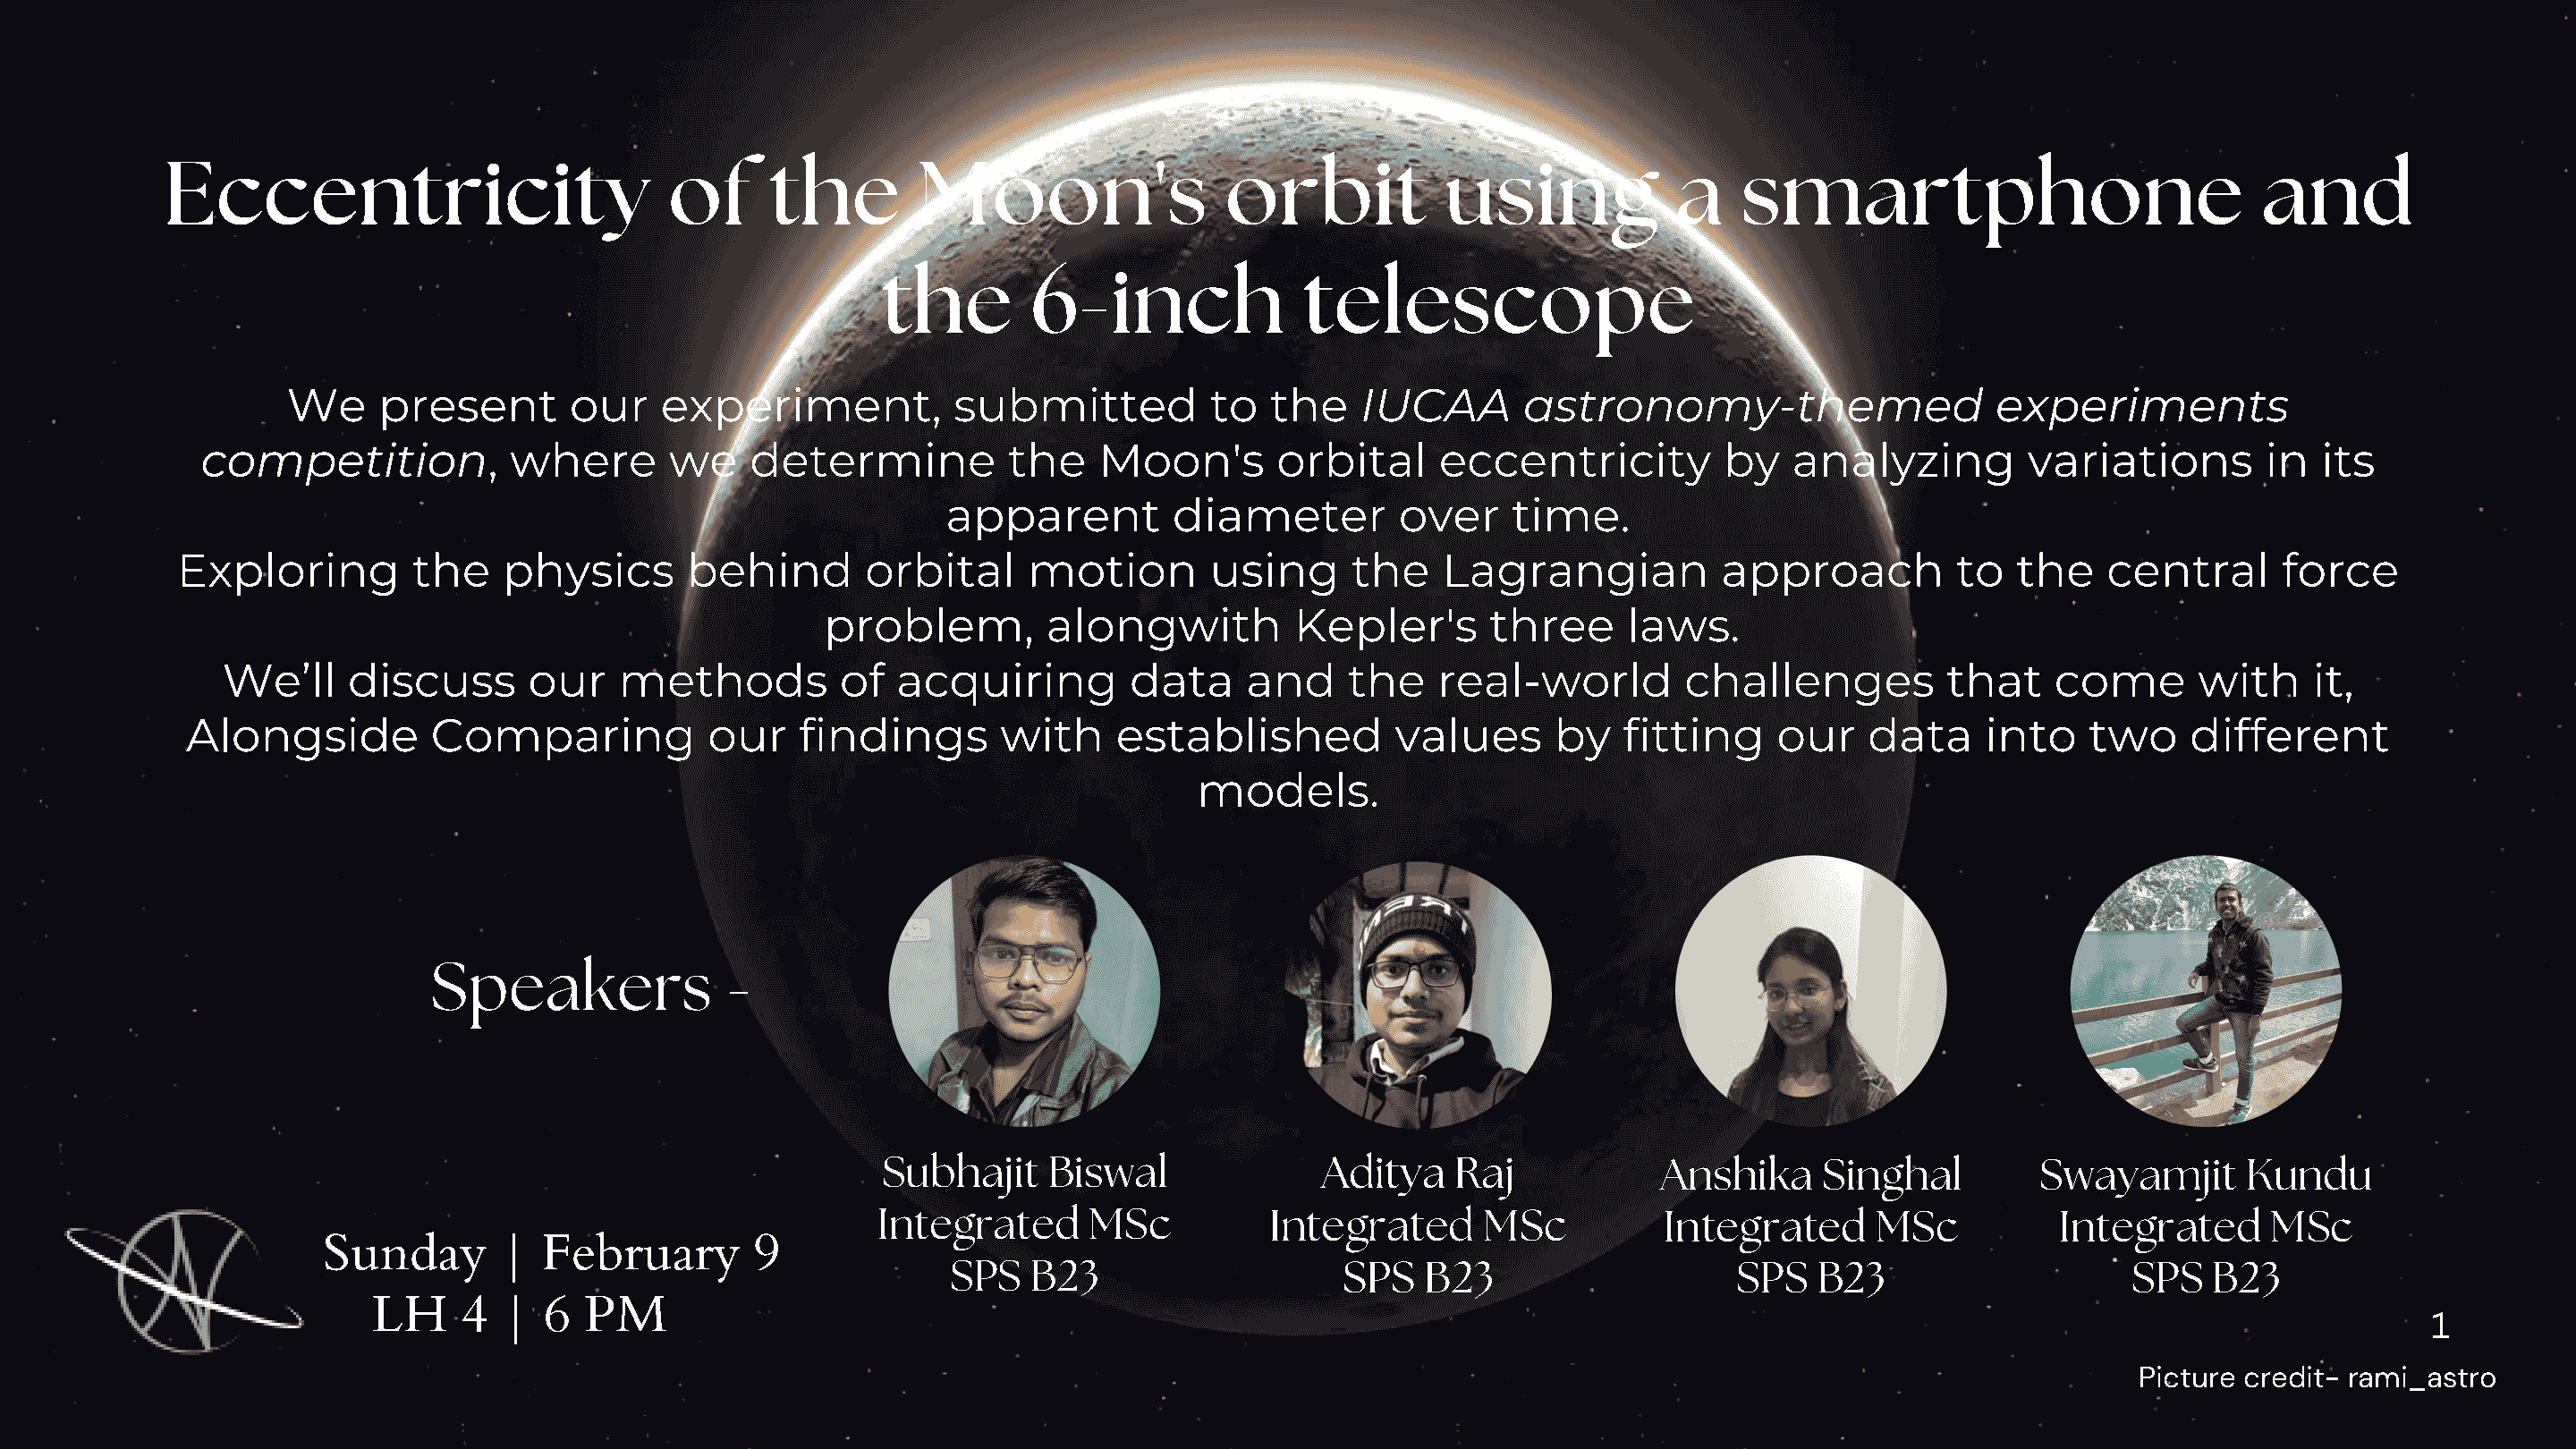 Eccentricity of the Moon's orbit using a smartphone and
the 6-inch telescope
We present our experiment, submitted to the IUCAA astronomy-themed experiments
competition, where we determine the Moon's orbital eccentricity by analyzing variations in its
apparent diameter over time.
Exploring the physics behind orbital motion using the Lagrangian approach to the central force
problem, alongwith Kepler's three laws.
We’ll discuss our methods of acquiring data and the real-world challenges that come with it,
Alongside Comparing our findings with established values by fitting our data into two different
models.
Speakers -
Subhajit Biswal
Integrated MSc
SPS B23
Aditya Raj
Integrated MSc
SPS B23
Anshika Singhal
Integrated MSc
SPS B23
Swayamjit Kundu
Integrated MSc
SPS B23
Sunday | February 9
LH 4 | 6 PM
1
Picture credit- rami_astro